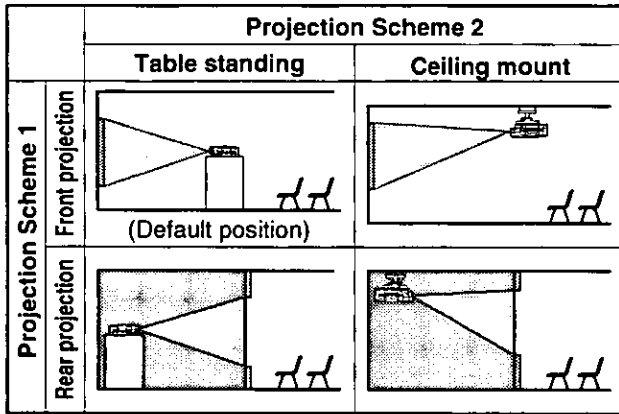 Projection Scheme 2
Table standing
Ceiling mount
Projection Scheme 1
Front projection
(Default position)
Rear projection